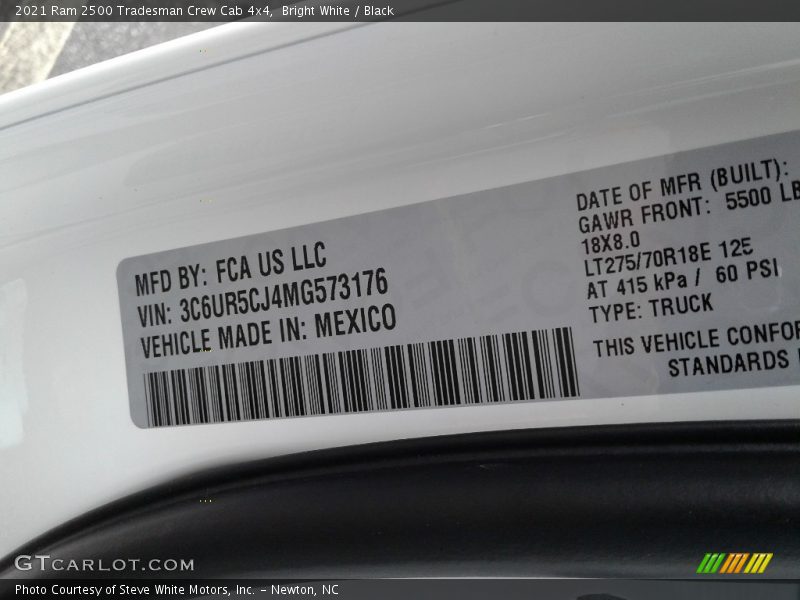 2021 Ram 2500 Tradesman Crew Cab 4x4, Bright White / Black
MFD BY: FCA US LLC
VIN: 3C6UR5CJ4MG573176
VEHICLE MADE IN: MEXICO
DATE OF MFR (BUILT):
GAWR FRONT: 5500 LB
18X8.0
LT275/70R18E 125
AT 415 kPa / 60 PSI
TYPE: TRUCK
THIS VEHICLE CONFOR
STANDARDS
GTCARLOT.COM
Photo Courtesy of Steve White Motors, Inc. – Newton, NC